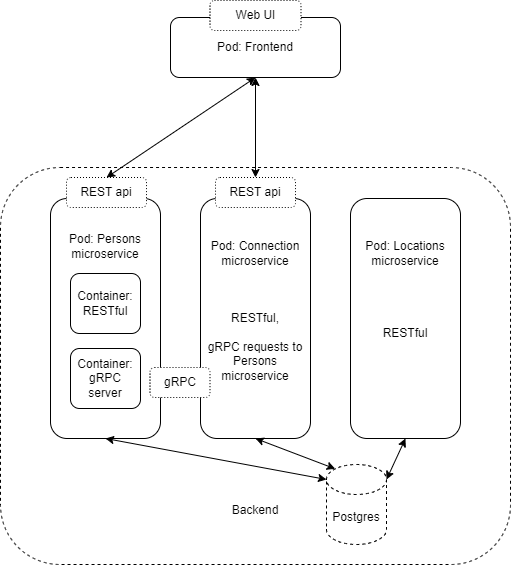 Web UI
Pod: Frontend
REST api
REST api
Pod: Persons
microservice
Pod: Connection
microservice
Pod: Locations
microservice
Container:
RESTful
RESTful,
RESTful
gRPC requests to
Persons
microservice
Container:
gRPC
server
gRPC
Backend
Postgres